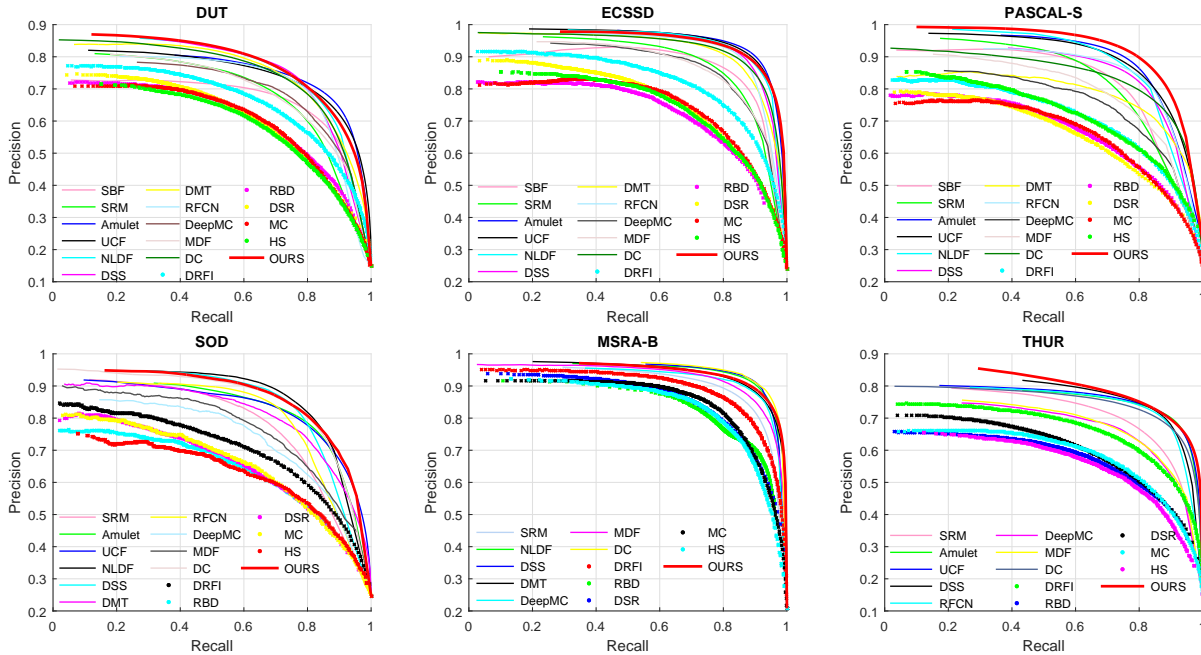 DUT
0.9
0.8
0.7
0.6
0.5
0.4
0.3
0.2
0.1
Precision
SBF DMT RBD
SRM RFCN DSR
Amulet DeepMC MC
UCF MDF HS
NLDF DC OURS
DSS DRFI
0 0.2 0.4 0.6 0.8 1
Recall
ECSSD
1
0.9
0.8
0.7
0.6
0.5
0.4
0.3
0.2
Precision
SBF DMT RBD
SRM RFCN DSR
Amulet DeepMC MC
UCF MDF HS
NLDF DC OURS
DSS DRFI
0 0.2 0.4 0.6 0.8 1
Recall
PASCAL-S
1
0.9
0.8
0.7
0.6
0.5
0.4
0.3
0.2
Precision
SBF DMT RBD
SRM RFCN DSR
Amulet DeepMC MC
UCF MDF HS
NLDF DC OURS
DSS DRFI
0 0.2 0.4 0.6 0.8 1
Recall
SOD
1
0.9
0.8
0.7
0.6
0.5
0.4
0.3
0.2
Precision
SRM RFCN DSR
Amulet DeepMC MC
UCF MDF HS
NLDF DC OURS
DSS DRFI
DMT RBD
0 0.2 0.4 0.6 0.8 1
Recall
MSRA-B
1
0.9
0.8
0.7
0.6
0.5
0.4
0.3
0.2
Precision
SRM MDF MC
NLDF DC HS
DSS DRFI OURS
DMT RBD
DeepMC DSR
0 0.2 0.4 0.6 0.8 1
Recall
THUR
0.9
0.8
0.7
0.6
0.5
0.4
0.3
0.2
0.1
Precision
SRM DeepMC DSR
Amulet MDF MC
UCF DC HS
DSS DRFI OURS
RFCN RBD
0 0.2 0.4 0.6 0.8 1
Recall